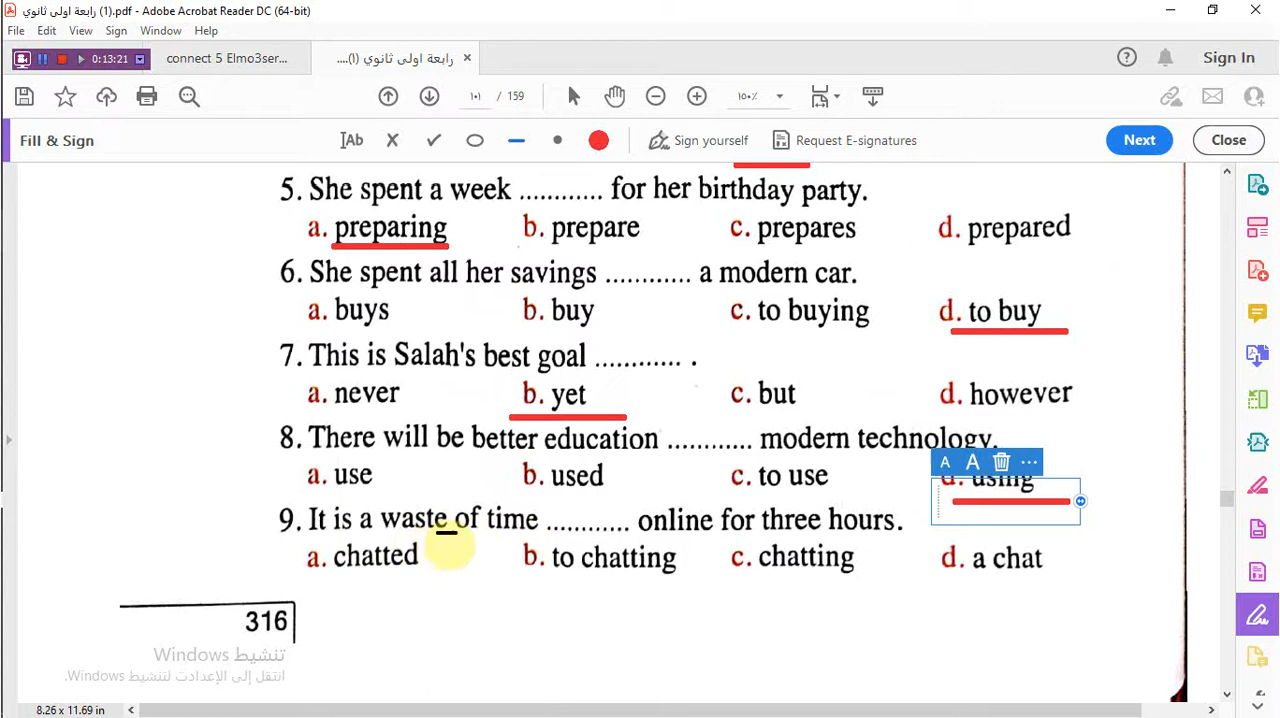 رابعة اولى ثانوي (1).pdf - Adobe Acrobat Reader DC (64-bit)
File Edit View Sign Window Help
0:13:21 connect 5 Elmo3ser... رابعة اولى ثانوي (1)....
Sign In
١٠١ / 159 ١٥٠٪
Fill & Sign Ab Sign yourself Request E-signatures Next Close
5. She spent a week ............ for her birthday party.
a. preparing b. prepare c. prepares d. prepared
6. She spent all her savings ............ a modern car.
a. buys b. buy c. to buying d. to buy
7. This is Salah's best goal ............ .
a. never b. yet c. but d. however
8. There will be better education ............ modern technology.
A A
a. use b. used c. to use d. using
9. It is a waste of time ............ online for three hours.
a. chatted b. to chatting c. chatting d. a chat
316
تنشيط Windows
انتقل إلى الإعدادات لتنشيط Windows.
8.26 x 11.69 in